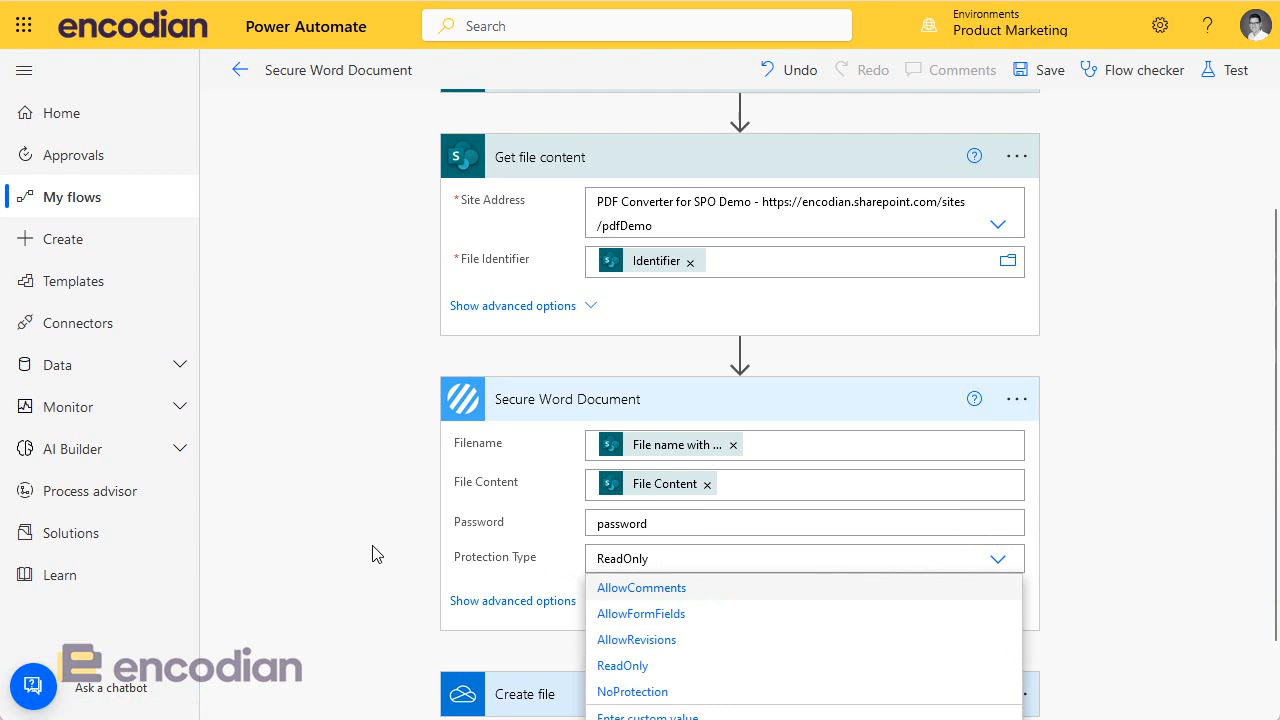 encodian
Power Automate
Search
Environments
Product Marketing
Secure Word Document
Undo
Redo
Comments
Save
Flow checker
Test
Home
Approvals
My flows
Create
Templates
Connectors
Data
Monitor
AI Builder
Process advisor
Solutions
Learn
Ask a chatbot
encodian
Get file content
* Site Address
PDF Converter for SPO Demo - https://encodian.sharepoint.com/sites
/pdfDemo
* File Identifier
Identifier ×
Show advanced options
Secure Word Document
Filename
File name with ... ×
File Content
File Content ×
Password
password
Protection Type
ReadOnly
Show advanced options
AllowComments
AllowFormFields
AllowRevisions
ReadOnly
NoProtection
Enter custom value
Create file